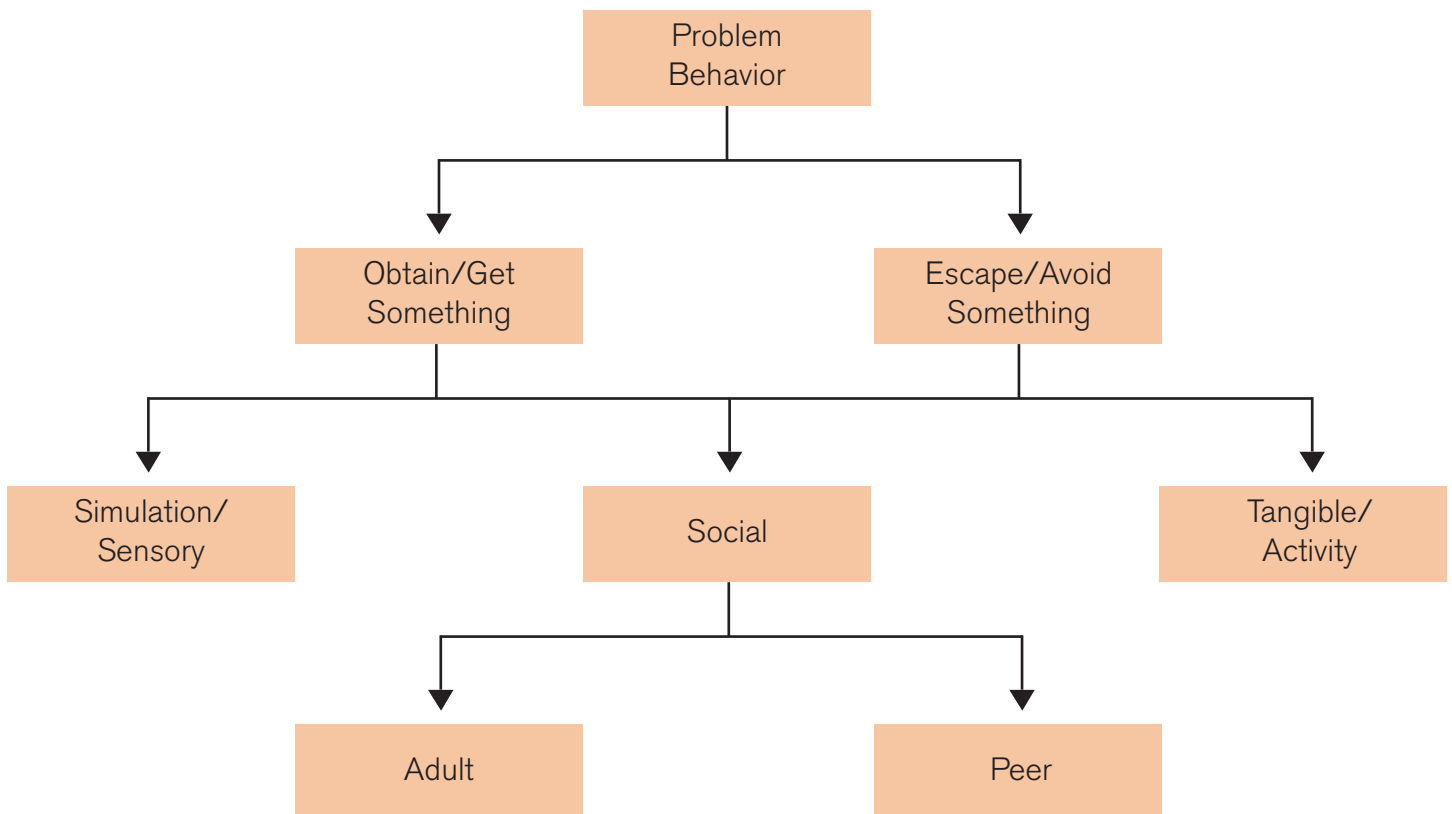 Problem
Behavior
Obtain/Get
Something
Escape/Avoid
Something
Simulation/
Sensory
Social
Tangible/
Activity
Adult
Peer